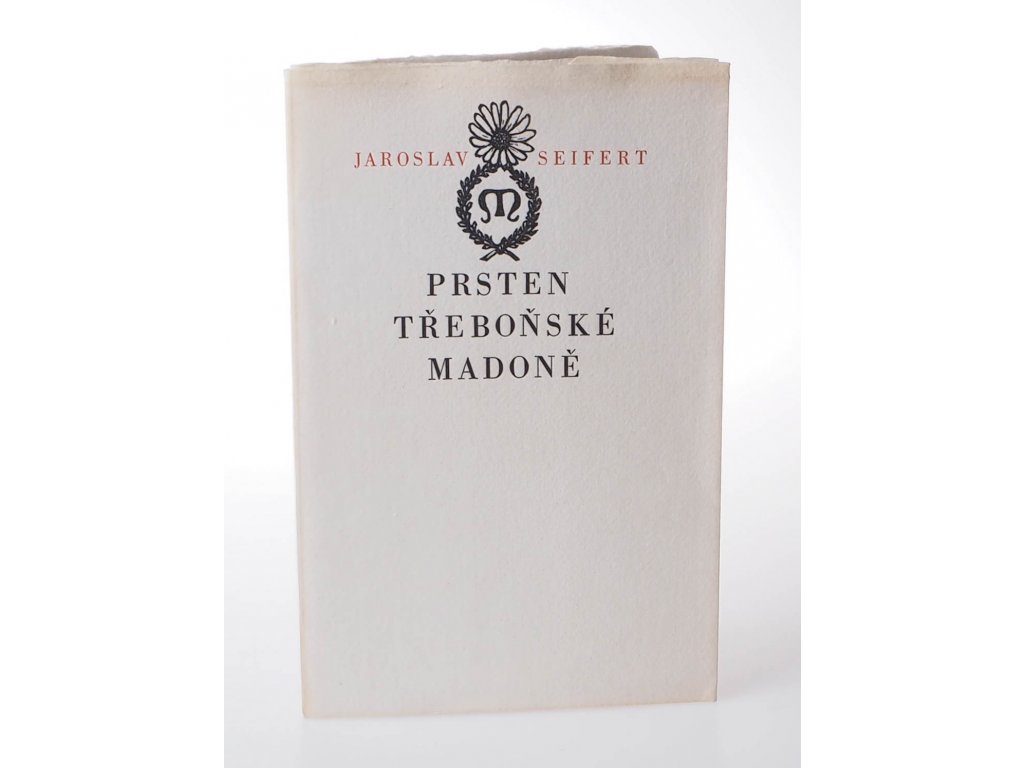 JAROSLAV SEIFERT
M
PRSTEN
TŘEBOŇSKÉ
MADONĚ